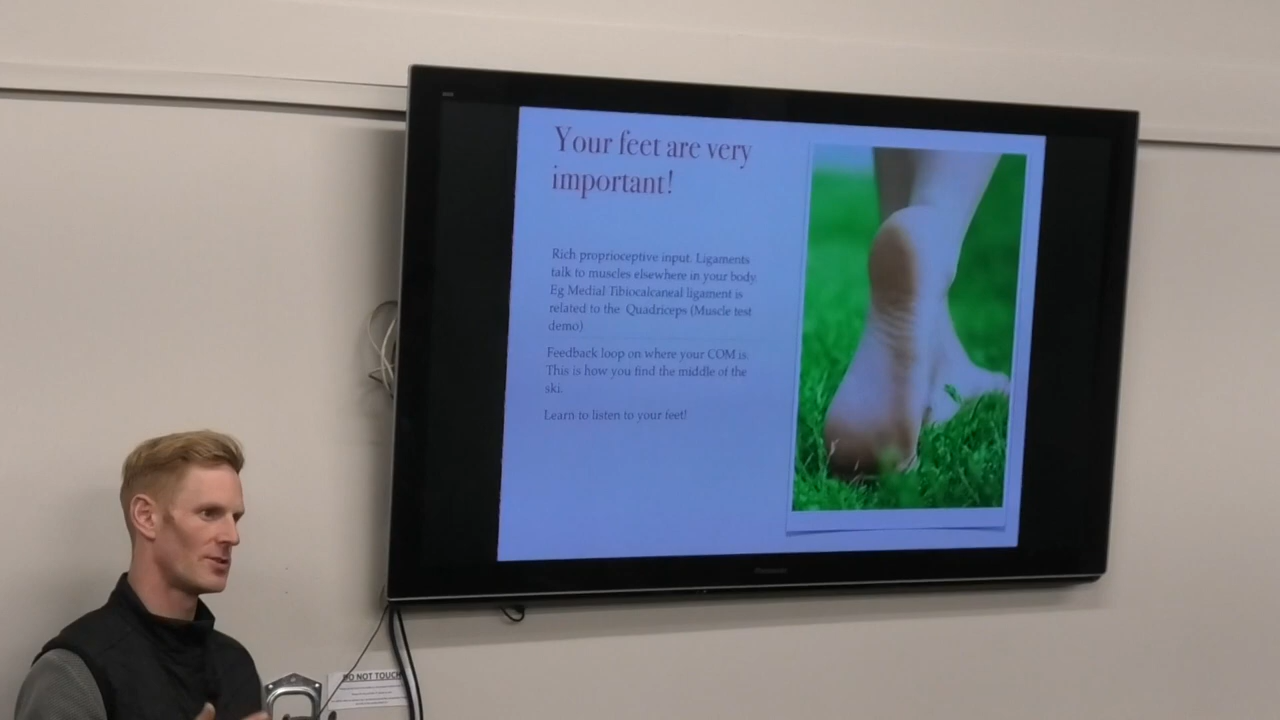 Your feet are very
important!
Rich proprioceptive input. Ligaments
talk to muscles elsewhere in your body.
Eg Medial Tibiocalcaneal ligament is
related to the Quadriceps (Muscle test
demo)
Feedback loop on where your COM is.
This is how you find the middle of the
ski.
Learn to listen to your feet!
Panasonic
DO NOT TOUCH